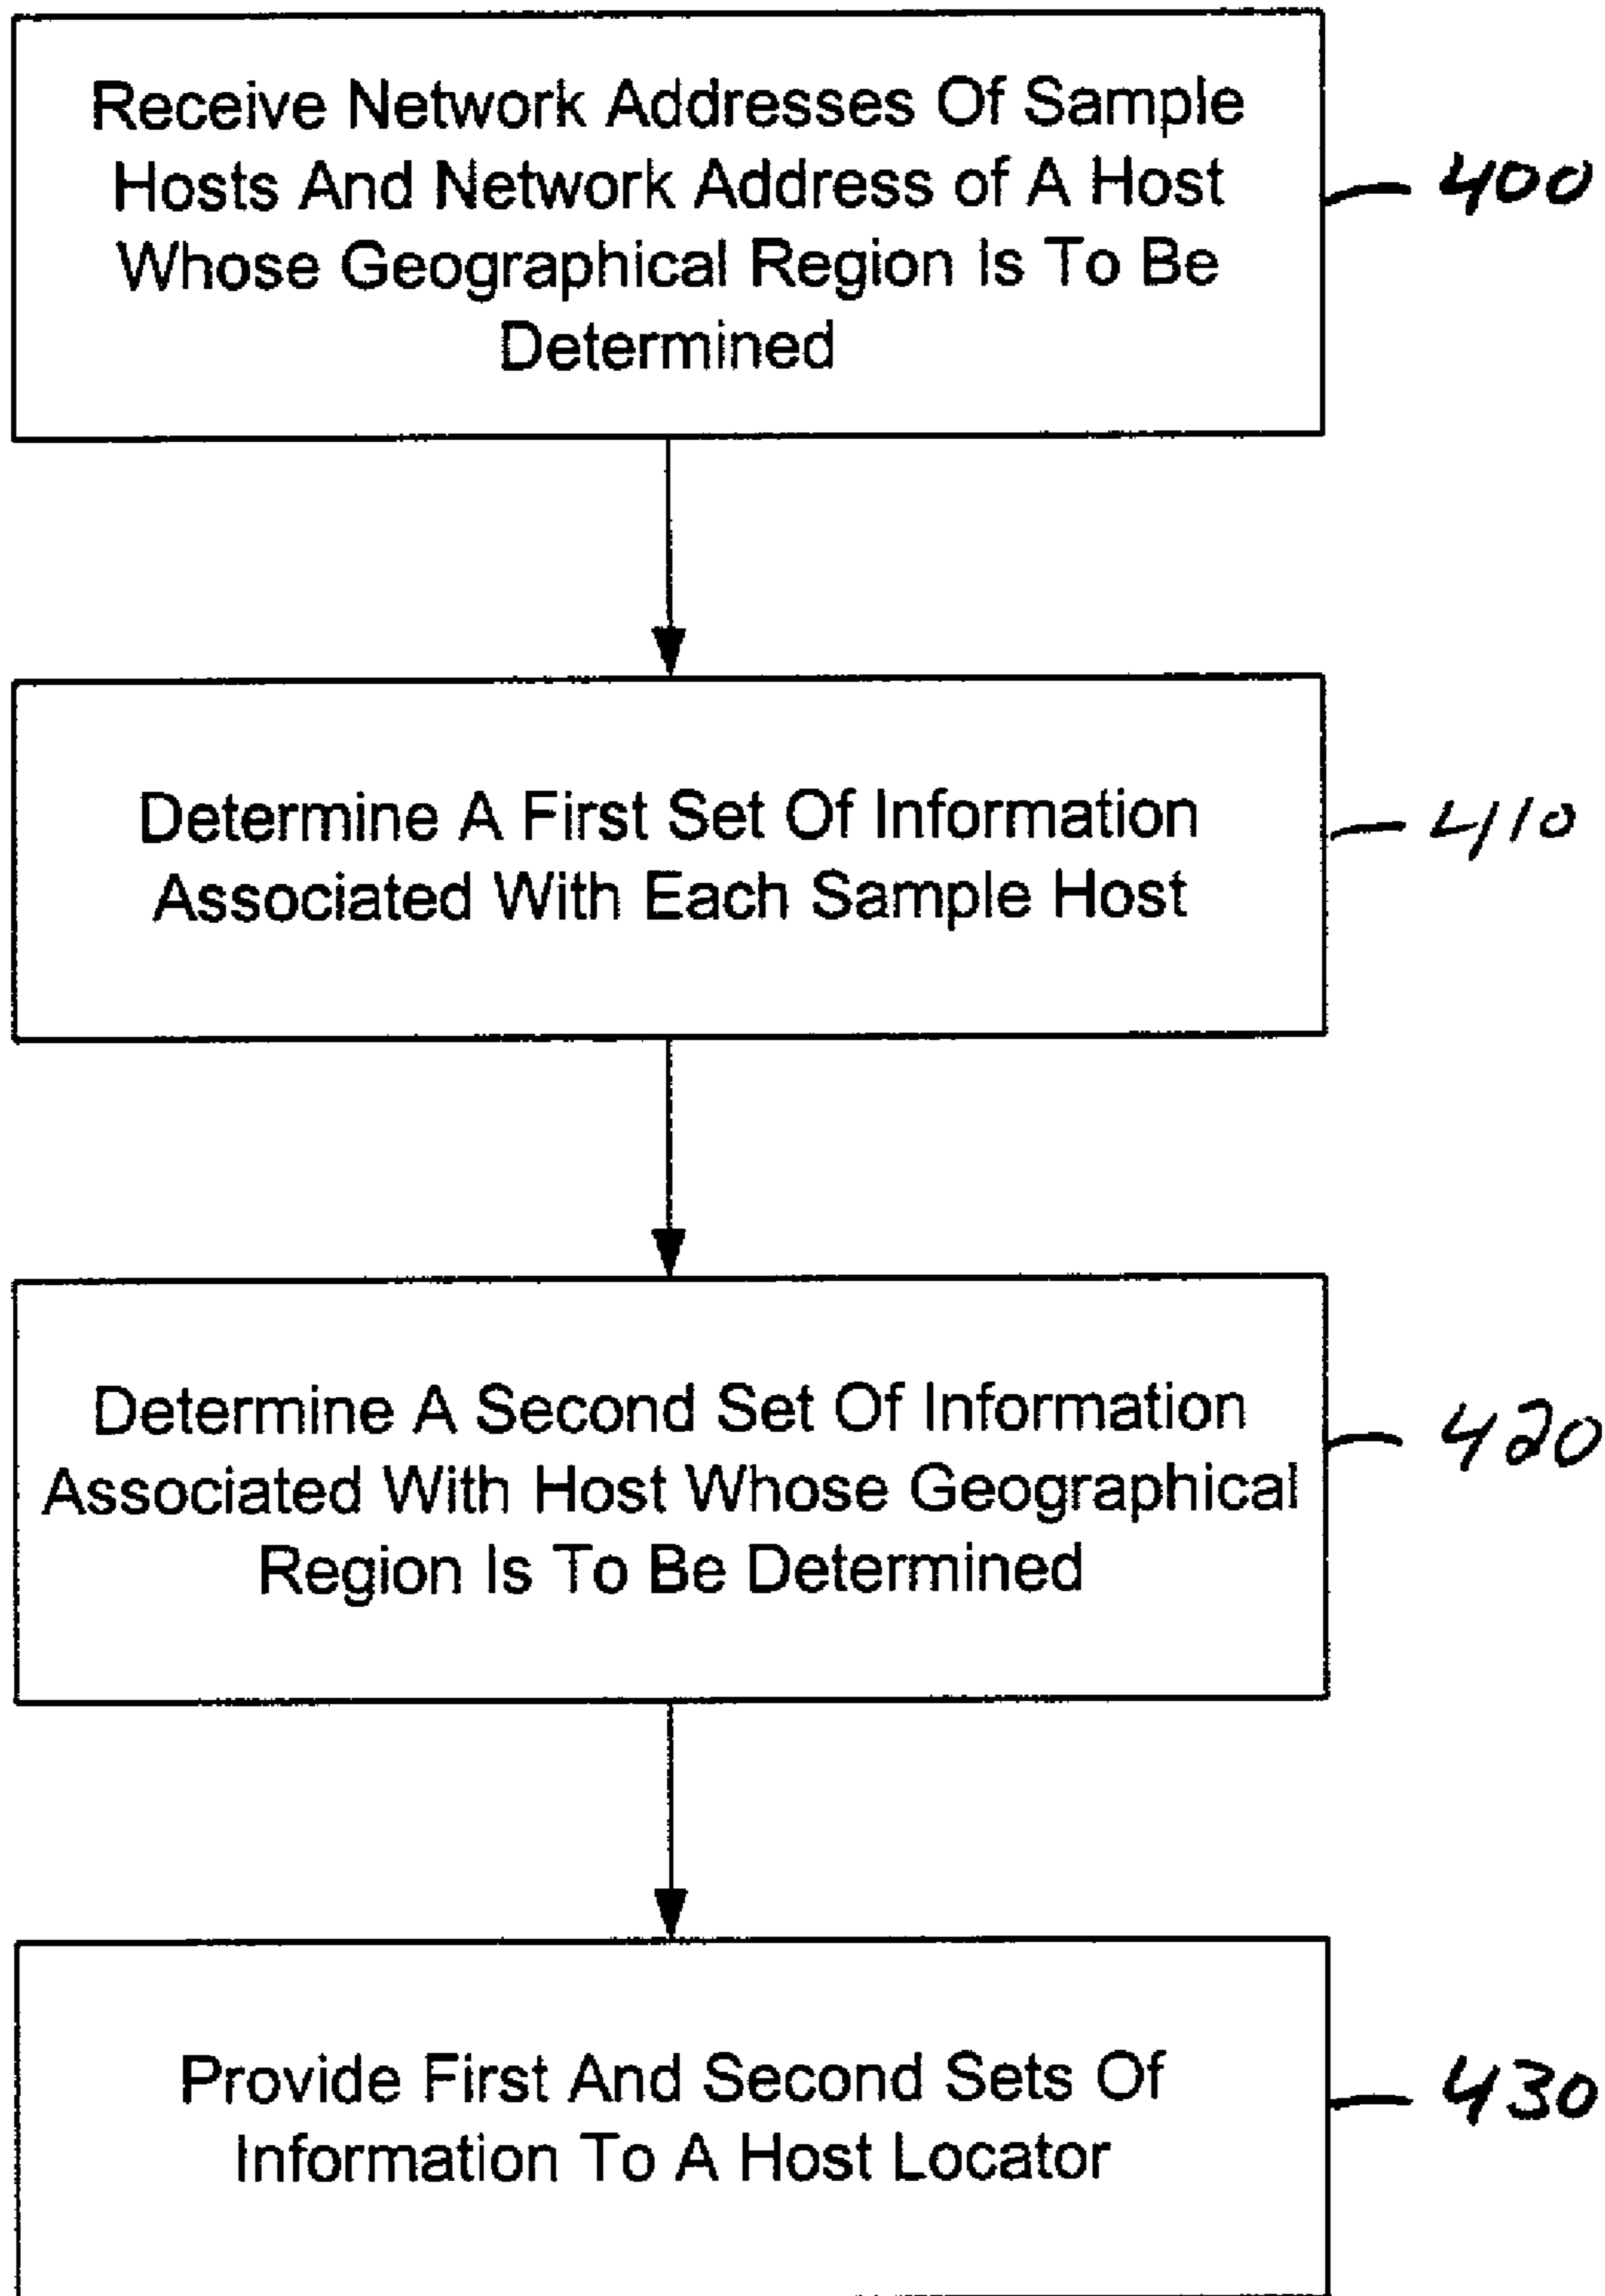 Receive Network Addresses Of Sample
Hosts And Network Address of A Host
Whose Geographical Region Is To Be
Determined
400
Determine A First Set Of Information
Associated With Each Sample Host
410
Determine A Second Set Of Information
Associated With Host Whose Geographical
Region Is To Be Determined
420
Provide First And Second Sets Of
Information To A Host Locator
430